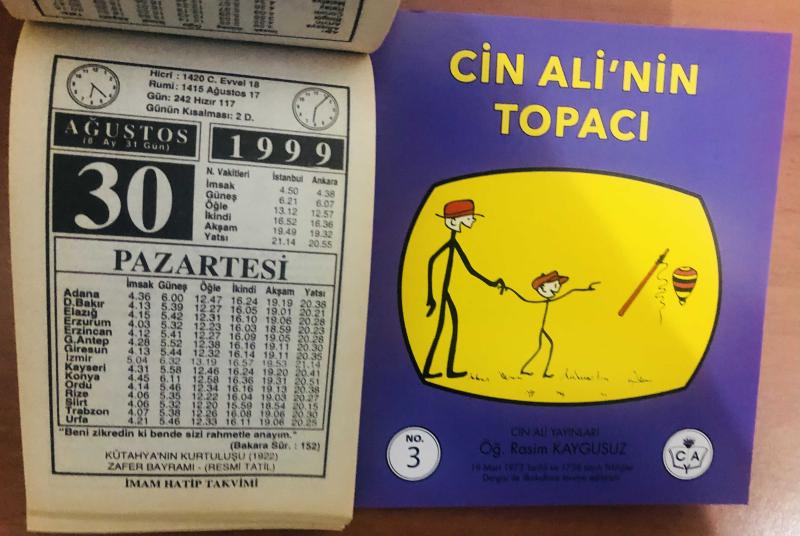 Hicrî : 1420 C. Evvel 18
Rumi : 1415 Ağustos 17
Gün: 242 Hızır 117
Günün Kısalması: 2 D.
AĞUSTOS
(8. Ay 31 Gün)
1999
30
N. Vakitleri İstanbul Ankara
İmsak 4.50 4.38
Güneş 6.21 6.07
Öğle 13.12 12.57
İkindi 16.52 16.36
Akşam 19.49 19.32
Yatsı 21.14 20.55
PAZARTESİ
İmsak Güneş Öğle İkindi Akşam Yatsı
Adana 4.36 6.00 12.47 16.24 19.19 20.38
D.Bakır 4.13 5.39 12.27 16.05 19.01 20.21
Elazığ 4.15 5.42 12.31 16.10 19.06 20.28
Erzurum 4.03 5.32 12.23 16.03 18.59 20.23
Erzincan 4.12 5.41 12.27 16.09 19.05 20.28
G.Antep 4.28 5.52 12.38 16.16 19.11 20.30
Giresun 4.13 5.44 12.32 16.14 19.11 20.35
İzmir 5.04 6.32 13.19 16.57 19.53 21.14
Kayseri 4.31 5.58 12.46 16.24 19.20 20.41
Konya 4.45 6.11 12.58 16.36 19.31 20.51
Ordu 4.14 5.46 12.34 16.16 19.13 20.38
Rize 4.06 5.35 12.22 16.04 19.03 20.27
Siirt 4.06 5.32 12.20 15.59 18.54 20.15
Trabzon 4.07 5.38 12.26 16.08 19.06 20.30
Urfa 4.21 5.46 12.33 16.11 19.06 20.25
"Beni zikredin ki bende sizi rahmetle anayım."
(Bakara Sûr. : 152)
KÜTAHYA'NIN KURTULUŞU (1922)
ZAFER BAYRAMI - (RESMİ TATİL)
İMAM HATİP TAKVİMİ
CİN ALİ'NİN
TOPACI
NO.
3
CİN ALİ YAYINLARI
Öğ. Rasim KAYGUSUZ
19 Mart 1973 tarihli ve 1738 sayılı Tebliğler
Dergisi ile ilkokullara tavsiye edilmiştir.
C A